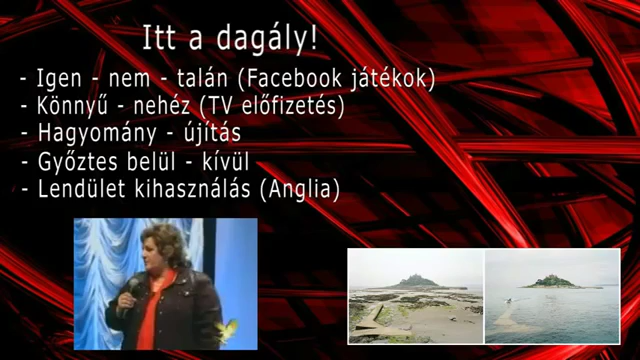 Itt a dagály!
- Igen - nem - talán (Facebook játékok)
- Könnyű - nehéz (TV előfizetés)
- Hagyomány - újítás
- Győztes belül - kívül
- Lendület kihasználás (Anglia)